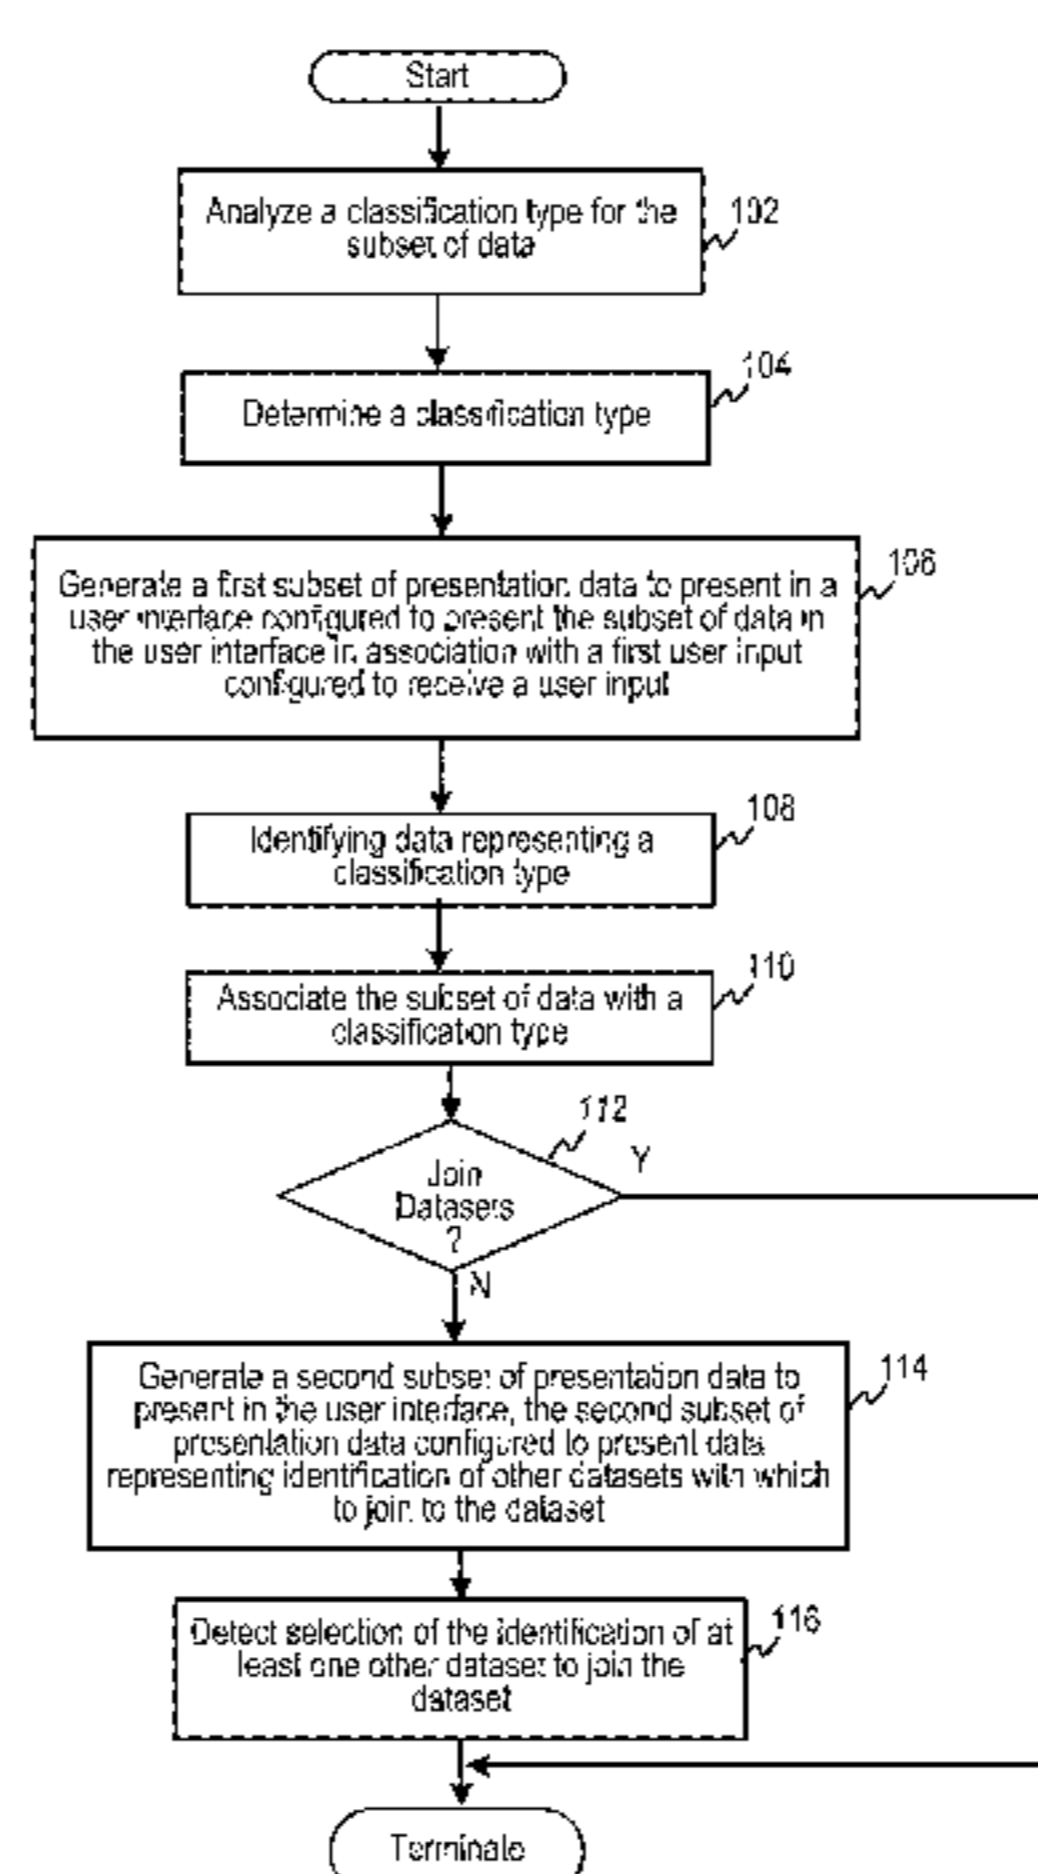 Start
Analyze a classification type for the
subset of data
102
104
Determine a classification type
106
Generate a first subset of presentation data to present in a
user interface configured to present the subset of data in
the user interface in association with a first user input
configured to receive a user input
108
Identifying data representing a
classification type
110
Associate the subset of data with a
classification type
112
Y
Join
Datasets
?
N
114
Generate a second subset of presentation data to
present in the user interface, the second subset of
presentation data configured to present data
representing identification of other datasets with which
to join to the dataset
116
Detect selection of the identification of at
least one other dataset to join the
dataset
Terminate